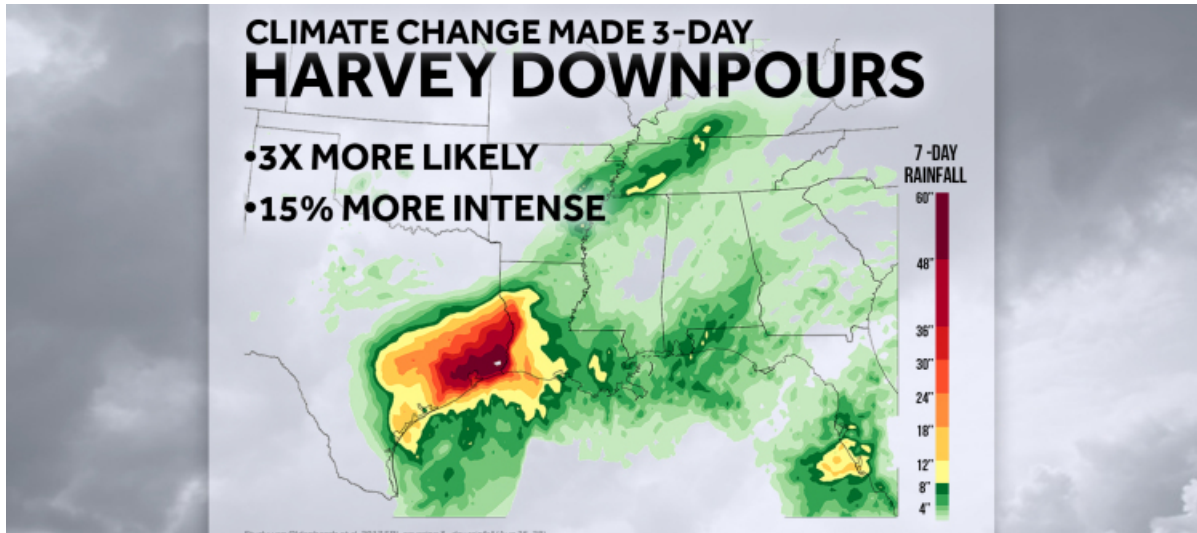 CLIMATE CHANGE MADE 3-DAY
HARVEY DOWNPOURS
•3X MORE LIKELY
•15% MORE INTENSE
7 -DAY
RAINFALL
60"
48"
36"
30"
24"
18"
12"
8"
4"